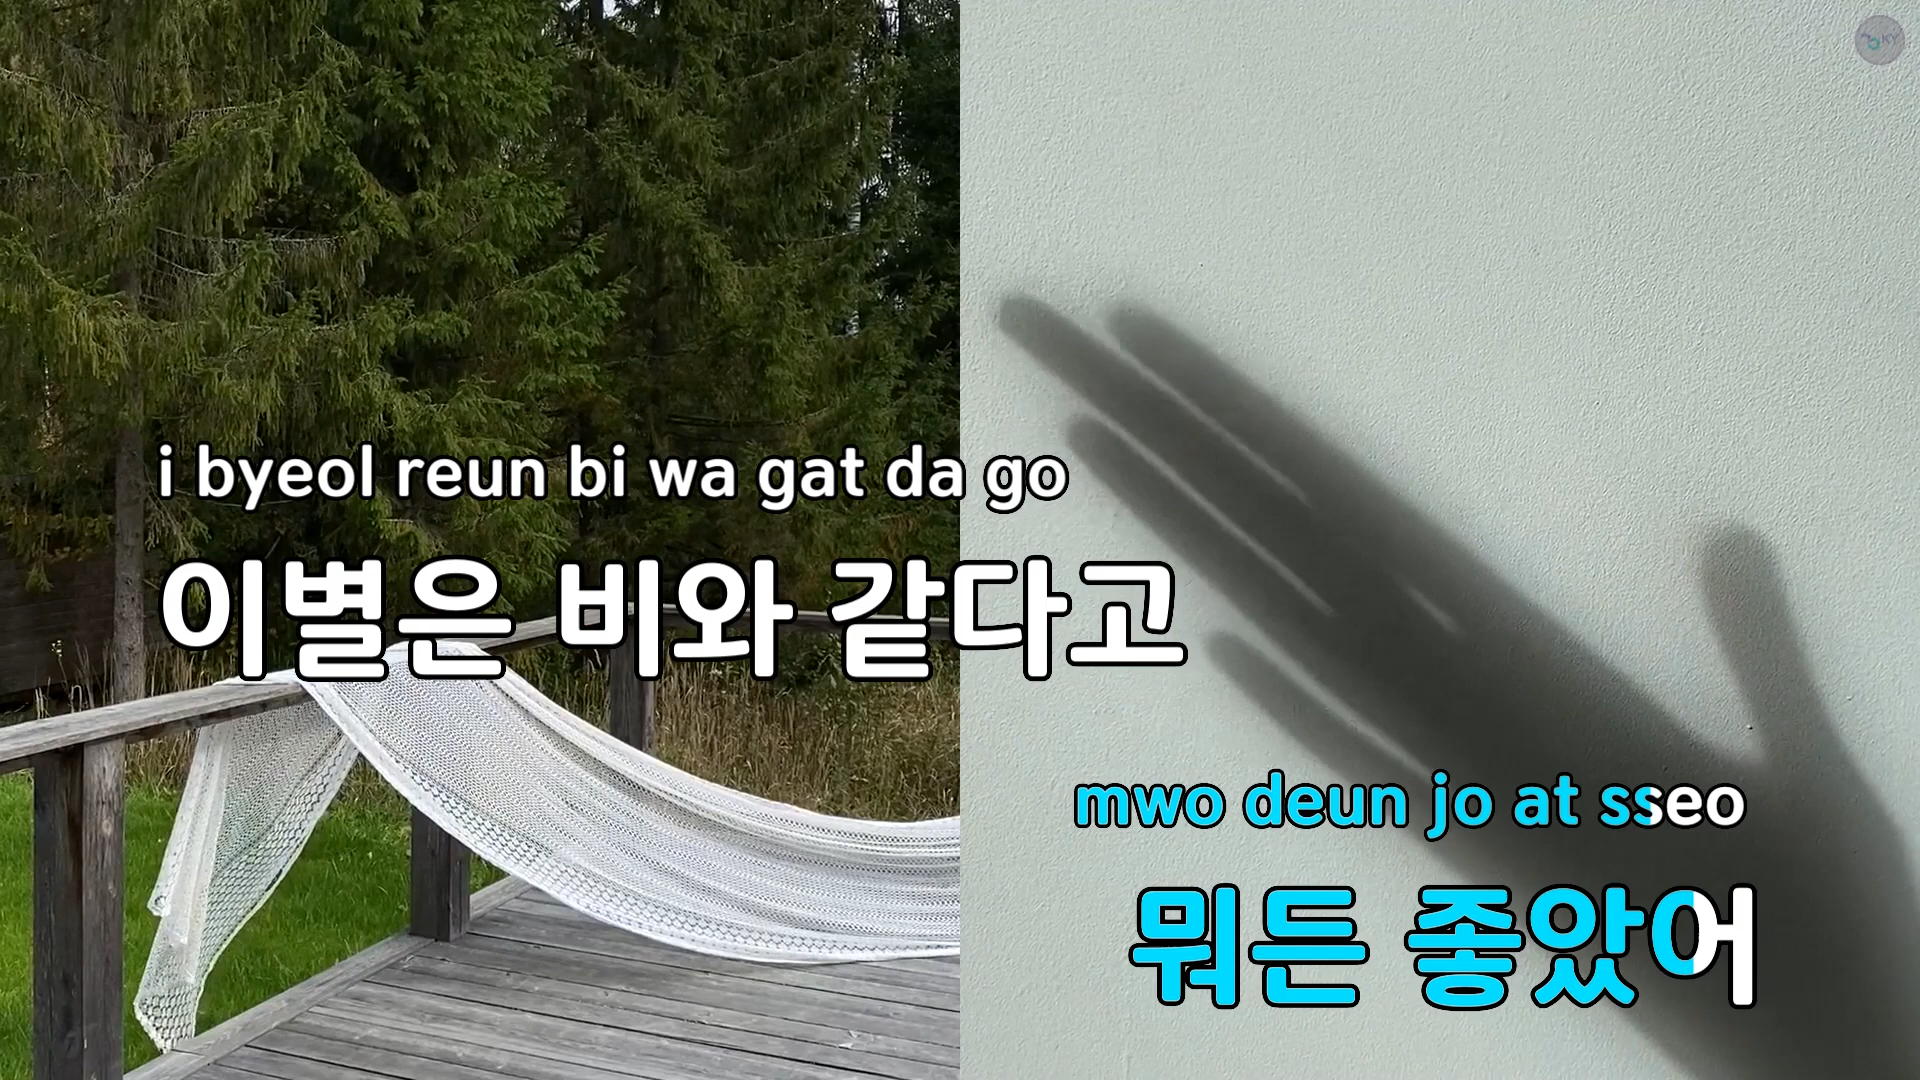 i byeol reun bi wa gat da go
이별은 비와 같다고
mwo deun jo at sseo
뭐든 좋았어
KY